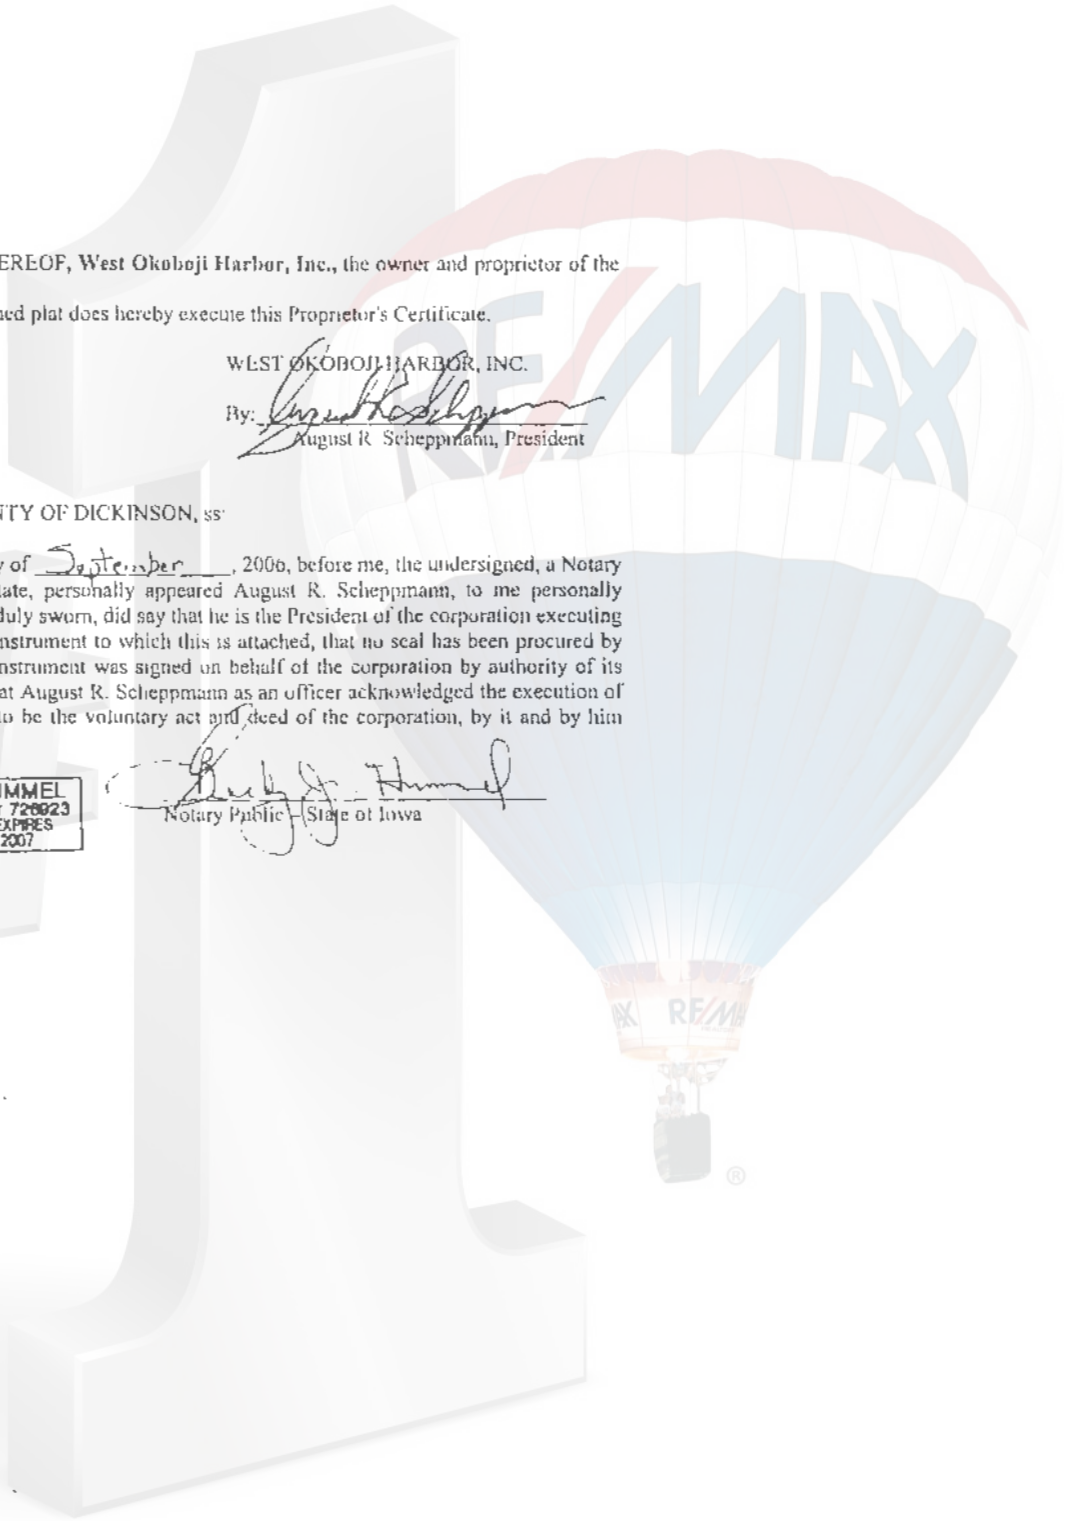 EREOF, West Okoboji Harbor, Inc., the owner and proprietor of the
ned plat does hereby execute this Proprietor's Certificate.
WEST OKOBOJI HARBOR, INC.
By:
August R. Scheppmann, President
NTY OF DICKINSON, ss:
y of September, 2006, before me, the undersigned, a Notary
tate, personally appeared August R. Scheppmann, to me personally
duly sworn, did say that he is the President of the corporation executing
nstrument to which this is attached, that no seal has been procured by
nstrument was signed on behalf of the corporation by authority of its
at August R. Scheppmann as an officer acknowledged the execution of
to be the voluntary act and deed of the corporation, by it and by him
IMMEL
726923
EXPIRES
2007
Notary Public - State of Iowa
RE/MAX
AX RE/MA
®